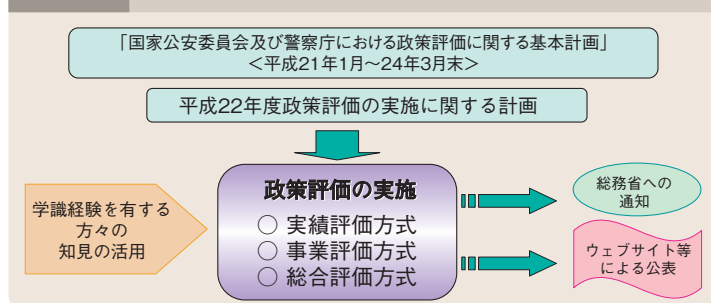 「国家公安委員会及び警察庁における政策評価に関する基本計画」
＜平成21年1月～24年3月末＞
平成22年度政策評価の実施に関する計画
学識経験を有する
方々の
知見の活用
政策評価の実施
○ 実績評価方式
○ 事業評価方式
○ 総合評価方式
総務省への
通知
ウェブサイト等
による公表